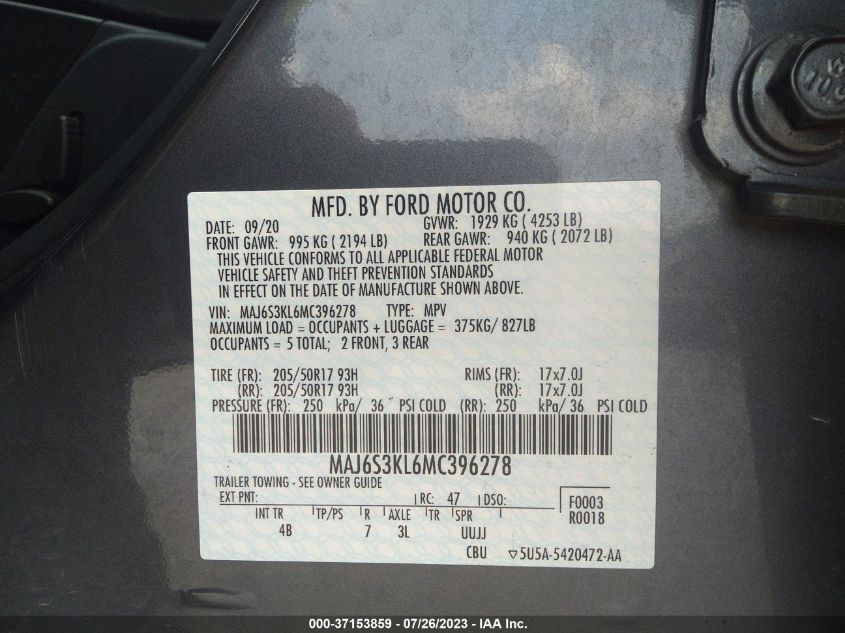 MFD. BY FORD MOTOR CO.
DATE: 09/20 GVWR: 1929 KG ( 4253 LB)
FRONT GAWR: 995 KG ( 2194 LB) REAR GAWR: 940 KG ( 2072 LB)
THIS VEHICLE CONFORMS TO ALL APPLICABLE FEDERAL MOTOR
VEHICLE SAFETY AND THEFT PREVENTION STANDARDS
IN EFFECT ON THE DATE OF MANUFACTURE SHOWN ABOVE.
VIN: MAJ6S3KL6MC396278 TYPE: MPV
MAXIMUM LOAD = OCCUPANTS + LUGGAGE = 375KG/ 827LB
OCCUPANTS = 5 TOTAL; 2 FRONT, 3 REAR
TIRE (FR): 205/50R17 93H RIMS (FR): 17x7.0J
(RR): 205/50R17 93H (RR): 17x7.0J
PRESSURE (FR): 250 kPa/ 36 PSI COLD (RR): 250 kPa/ 36 PSI COLD
MAJ6S3KL6MC396278
TRAILER TOWING - SEE OWNER GUIDE
EXT PNT: RC: 47 DSO: F0003
R0018
INT TR TP/PS R AXLE TR SPR
4B 7 3L UUJJ
CBU ▽5U5A-5420472-AA
000-37153859 - 07/26/2023 - IAA Inc.